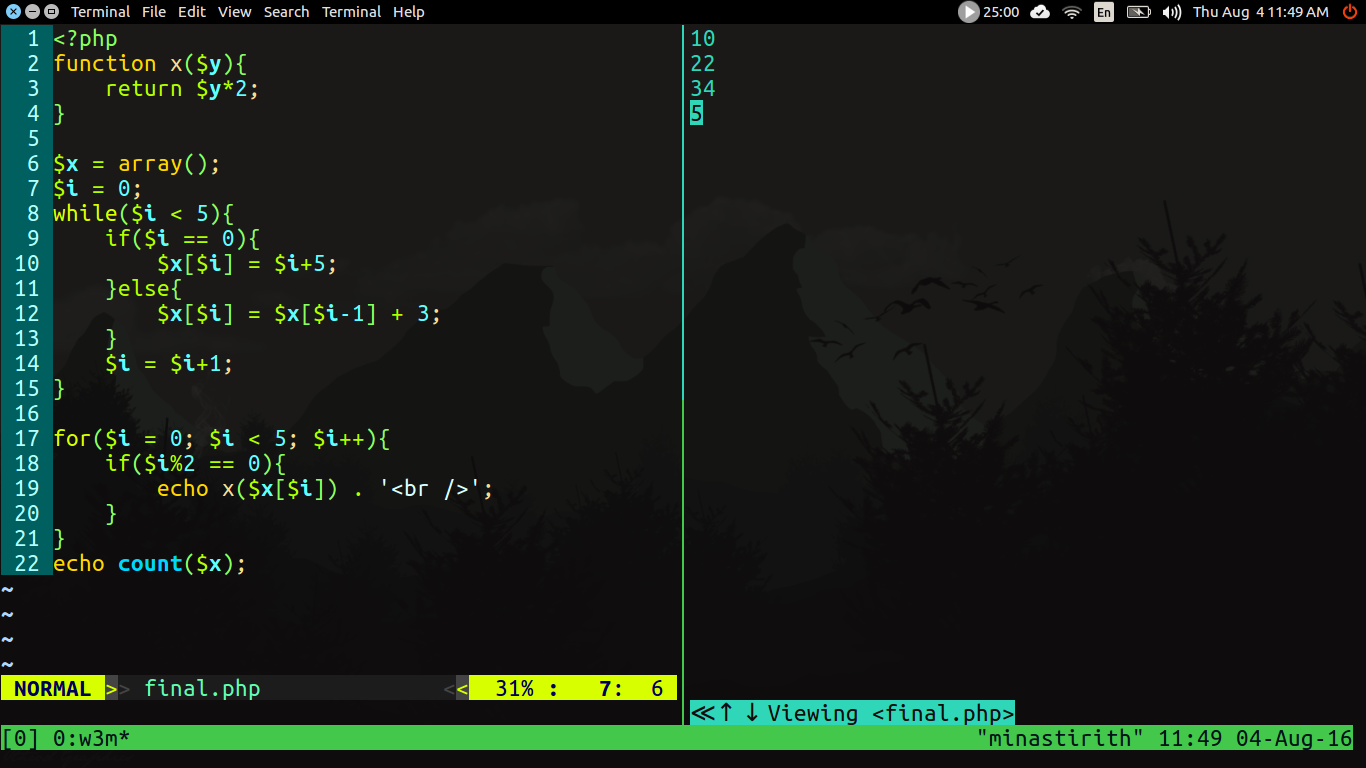 Terminal File Edit View Search Terminal Help 25:00 En Thu Aug 4 11:49 AM
1 <?php
2 function x($y){
3     return $y*2;
4 }
5
6 $x = array();
7 $i = 0;
8 while($i < 5){
9     if($i == 0){
10         $x[$i] = $i+5;
11     }else{
12         $x[$i] = $x[$i-1] + 3;
13     }
14     $i = $i+1;
15 }
16
17 for($i = 0; $i < 5; $i++){
18     if($i%2 == 0){
19         echo x($x[$i]) . '<br />';
20     }
21 }
22 echo count($x);
~
~
~
~
NORMAL >> final.php << 31% : 7: 6
10
22
34
5
≪↑ ↓Viewing <final.php>
[0] 0:w3m* "minastirith" 11:49 04-Aug-16